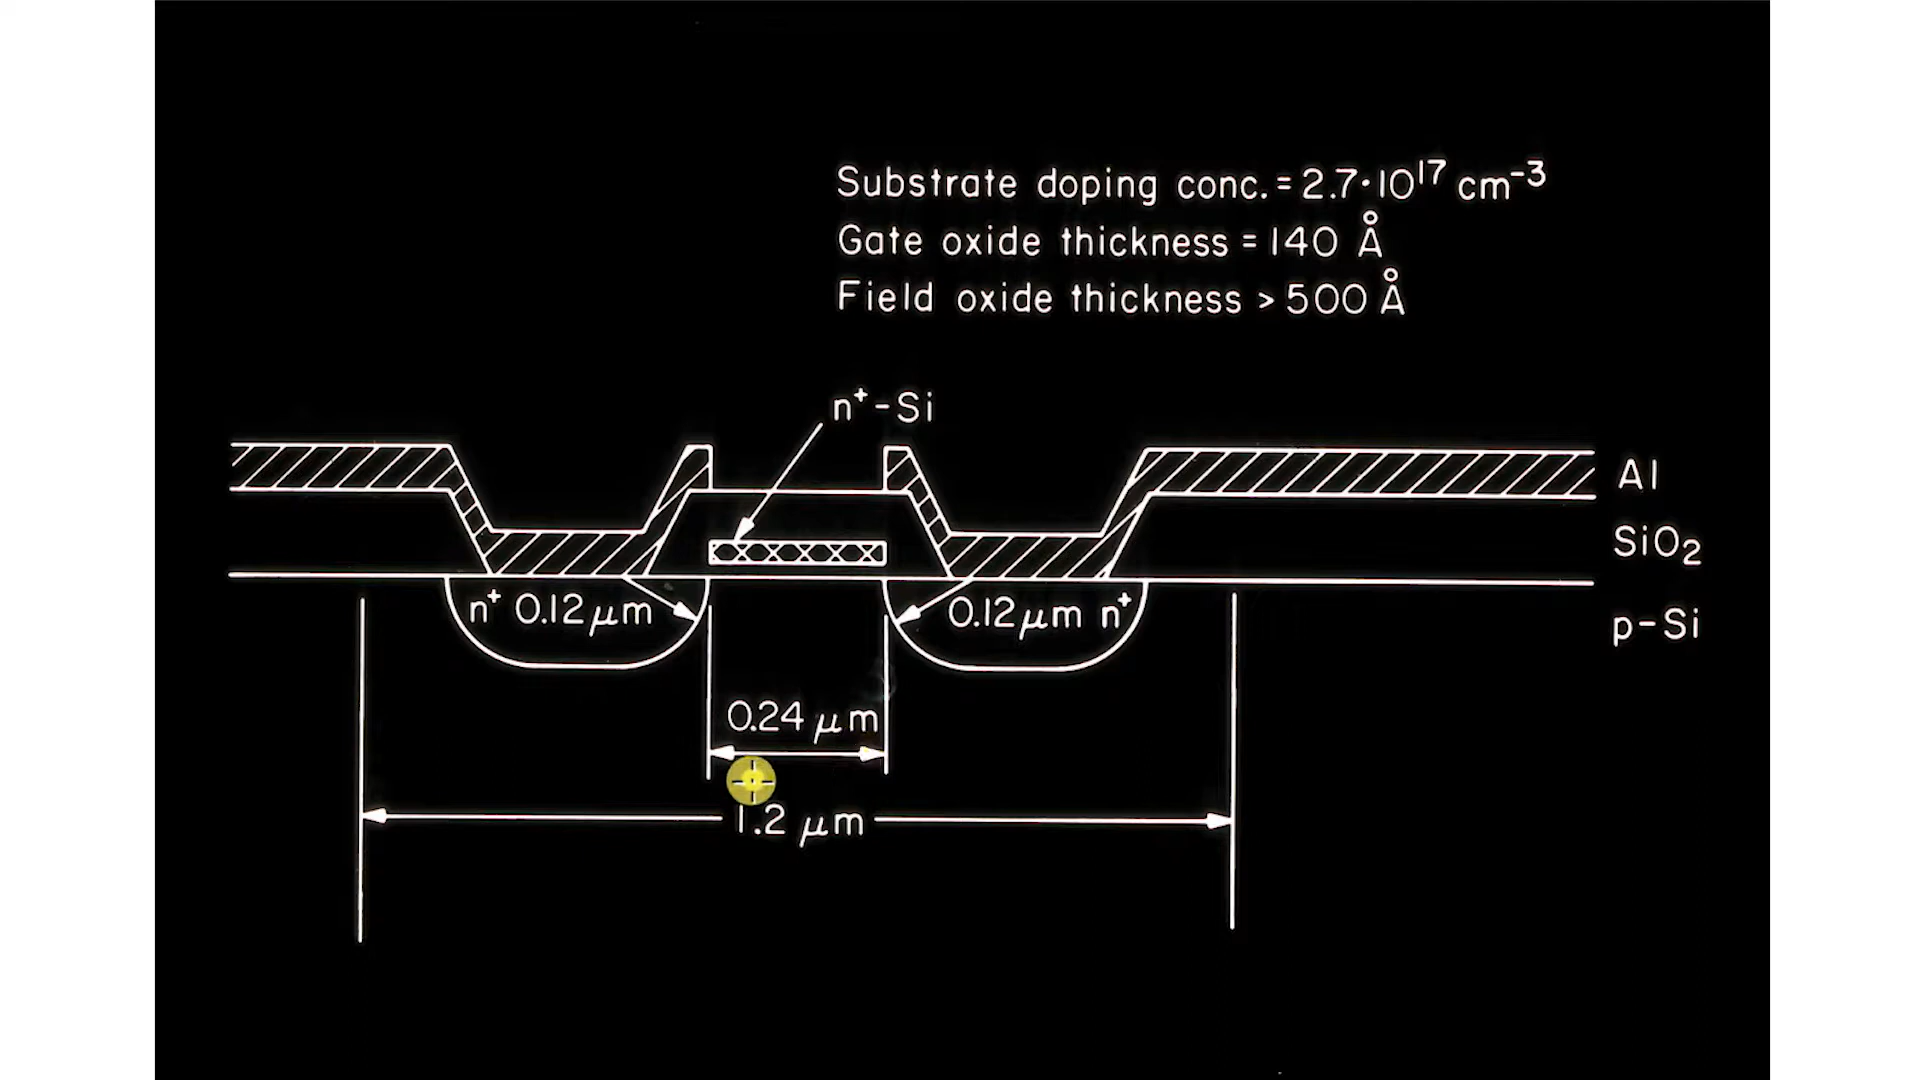 Substrate doping conc. = 2.7·10¹⁷ cm⁻³
Gate oxide thickness = 140 Å
Field oxide thickness > 500 Å
n⁺-Si
Al
SiO₂
n⁺ 0.12 μm
0.12 μm n⁺
p-Si
0.24 μm
1.2 μm